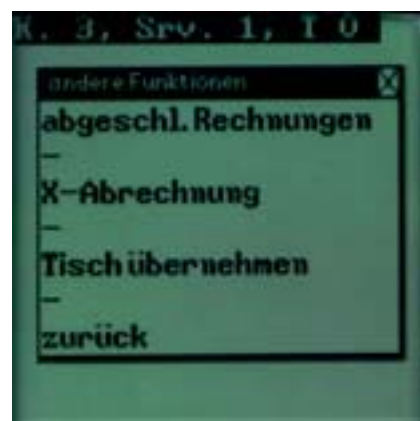 K. 3, Srv. 1, T 0
andere Funktionen X
abgeschl. Rechnungen
–
X-Abrechnung
–
Tisch übernehmen
–
zurück